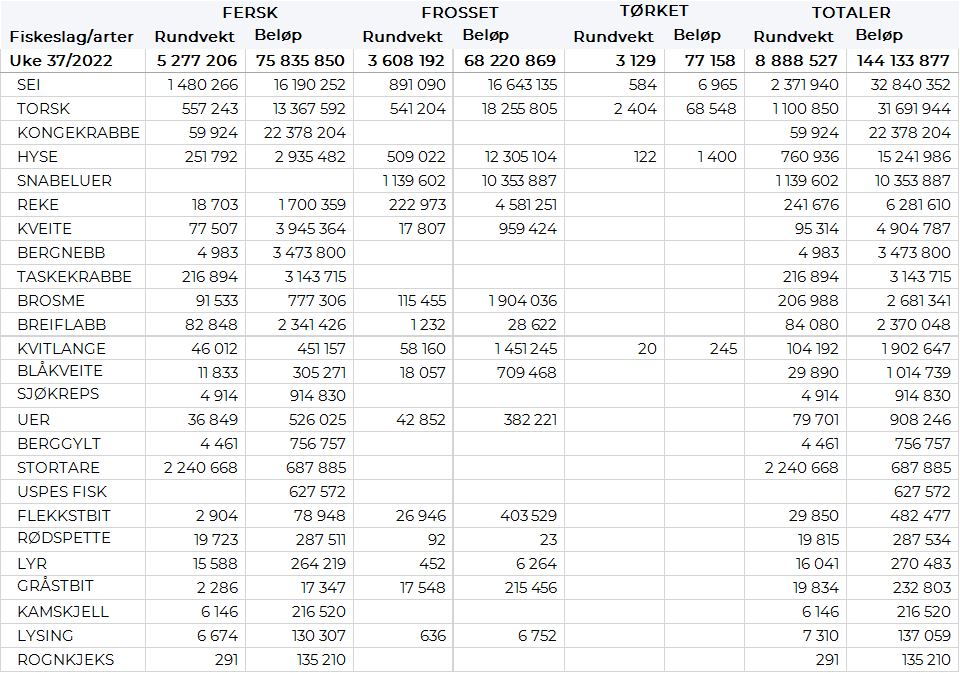 FERSK FROSSET TØRKET TOTALER
Fiskeslag/arter Rundvekt Beløp Rundvekt Beløp Rundvekt Beløp Rundvekt Beløp
Uke 37/2022 5 277 206 75 835 850 3 608 192 68 220 869 3 129 77 158 8 888 527 144 133 877
SEI 1 480 266 16 190 252 891 090 16 643 135 584 6 965 2 371 940 32 840 352
TORSK 557 243 13 367 592 541 204 18 255 805 2 404 68 548 1 100 850 31 691 944
KONGEKRABBE 59 924 22 378 204 59 924 22 378 204
HYSE 251 792 2 935 482 509 022 12 305 104 122 1 400 760 936 15 241 986
SNABELUER 1 139 602 10 353 887 1 139 602 10 353 887
REKE 18 703 1 700 359 222 973 4 581 251 241 676 6 281 610
KVEITE 77 507 3 945 364 17 807 959 424 95 314 4 904 787
BERGNEBB 4 983 3 473 800 4 983 3 473 800
TASKEKRABBE 216 894 3 143 715 216 894 3 143 715
BROSME 91 533 777 306 115 455 1 904 036 206 988 2 681 341
BREIFLABB 82 848 2 341 426 1 232 28 622 84 080 2 370 048
KVITLANGE 46 012 451 157 58 160 1 451 245 20 245 104 192 1 902 647
BLÅKVEITE 11 833 305 271 18 057 709 468 29 890 1 014 739
SJØKREPS 4 914 914 830 4 914 914 830
UER 36 849 526 025 42 852 382 221 79 701 908 246
BERGGYLT 4 461 756 757 4 461 756 757
STORTARE 2 240 668 687 885 2 240 668 687 885
USPES FISK 627 572 627 572
FLEKKSTBIT 2 904 78 948 26 946 403 529 29 850 482 477
RØDSPETTE 19 723 287 511 92 23 19 815 287 534
LYR 15 588 264 219 452 6 264 16 041 270 483
GRÅSTBIT 2 286 17 347 17 548 215 456 19 834 232 803
KAMSKJELL 6 146 216 520 6 146 216 520
LYSING 6 674 130 307 636 6 752 7 310 137 059
ROGNKJEKS 291 135 210 291 135 210